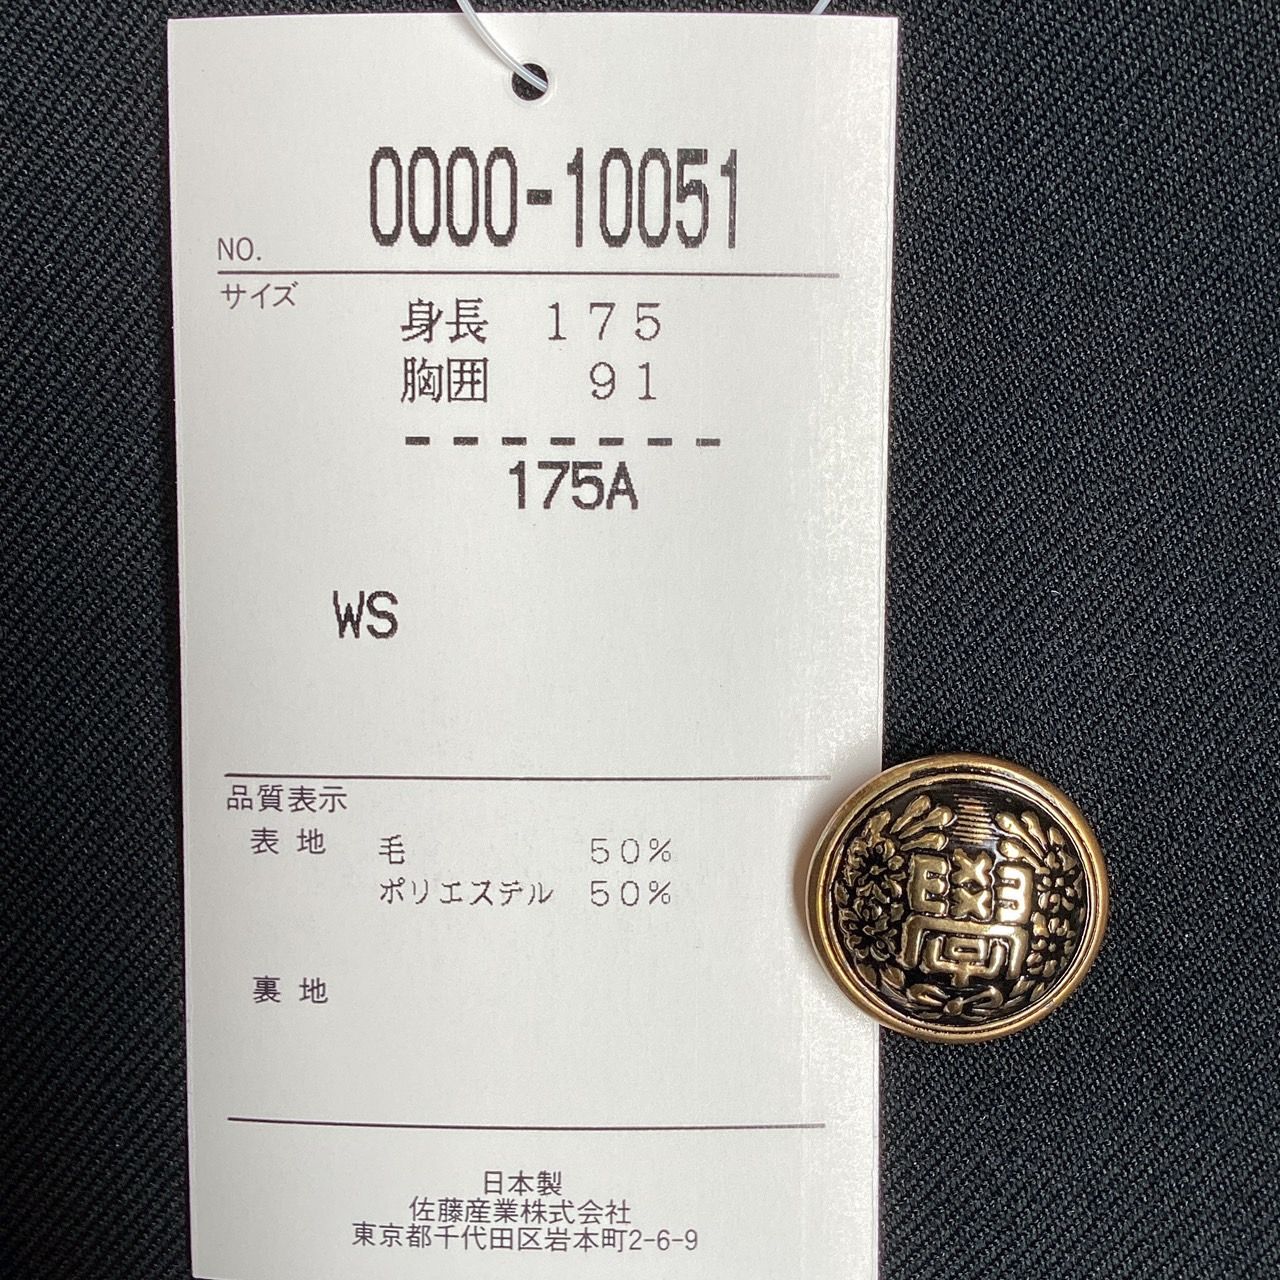 0000-10051
NO.
サイズ
身長 175
胸囲 91
-------
175A
WS
品質表示
表地 毛 50%
ポリエステル 50%
裏地
日本製
佐藤産業株式会社
東京都千代田区岩本町2-6-9
學